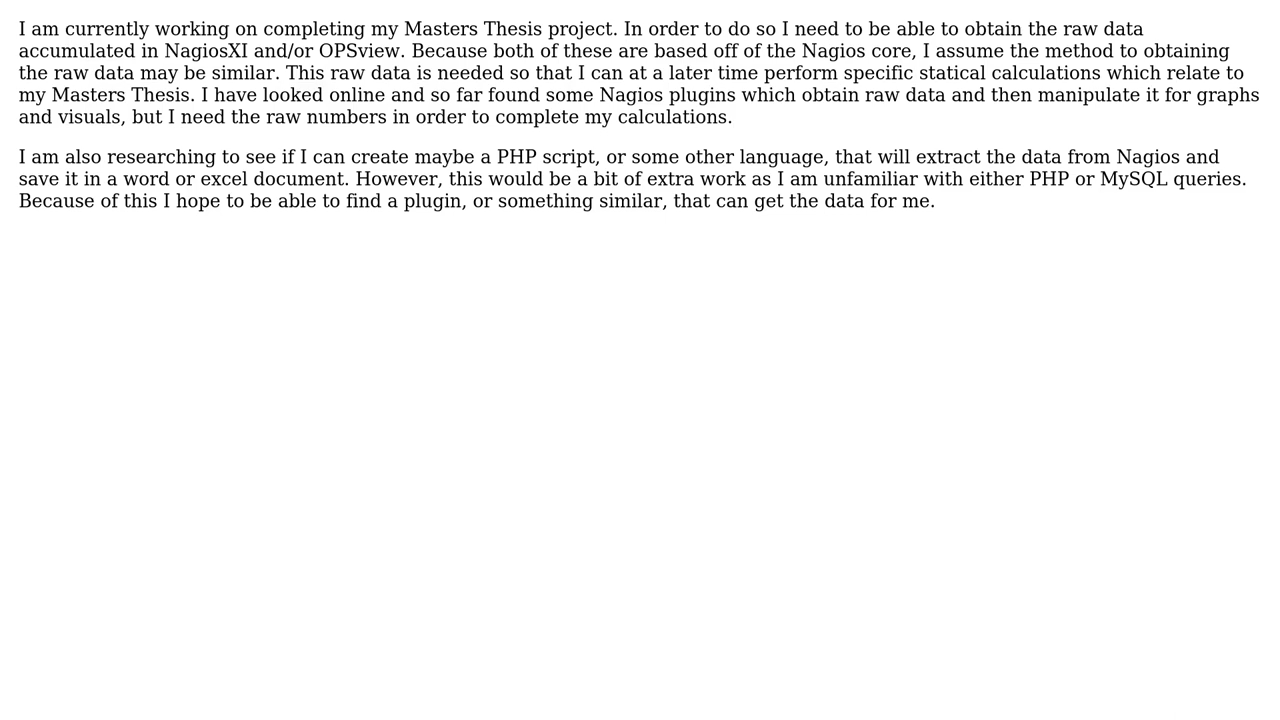 I am currently working on completing my Masters Thesis project. In order to do so I need to be able to obtain the raw data
accumulated in NagiosXI and/or OPSview. Because both of these are based off of the Nagios core, I assume the method to obtaining
the raw data may be similar. This raw data is needed so that I can at a later time perform specific statical calculations which relate to
my Masters Thesis. I have looked online and so far found some Nagios plugins which obtain raw data and then manipulate it for graphs
and visuals, but I need the raw numbers in order to complete my calculations.
I am also researching to see if I can create maybe a PHP script, or some other language, that will extract the data from Nagios and
save it in a word or excel document. However, this would be a bit of extra work as I am unfamiliar with either PHP or MySQL queries.
Because of this I hope to be able to find a plugin, or something similar, that can get the data for me.